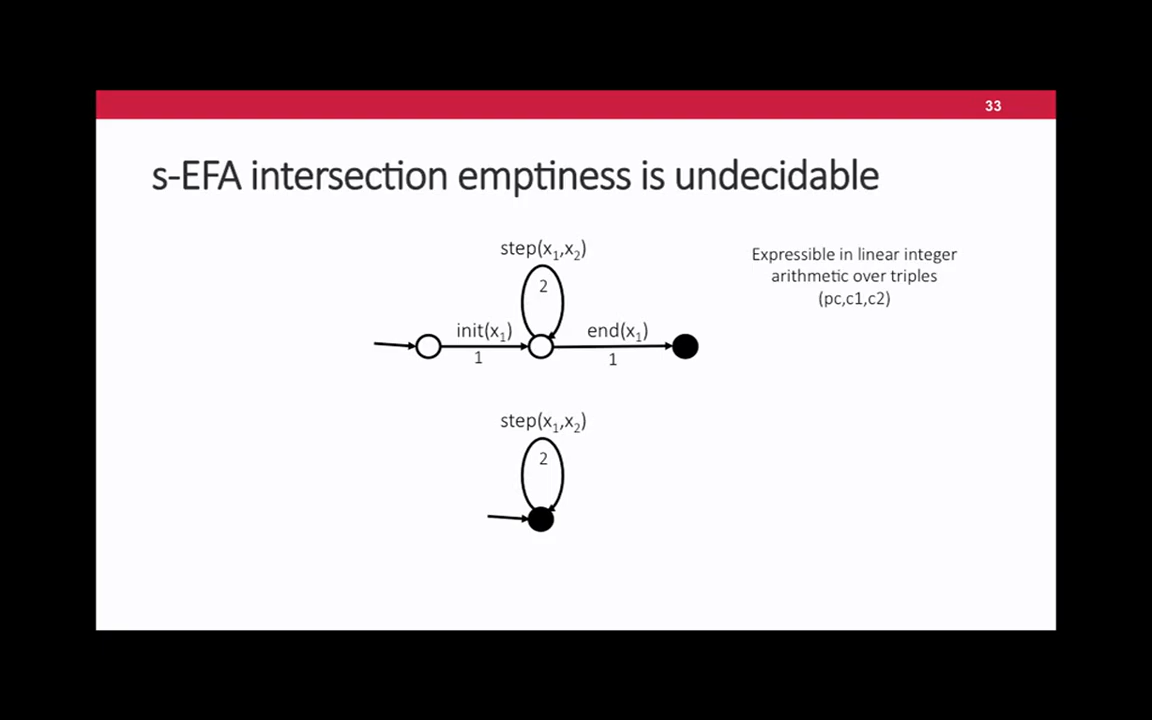 33
s-EFA intersection emptiness is undecidable
step(x₁,x₂)
2
Expressible in linear integer
arithmetic over triples
(pc,c1,c2)
init(x₁)
1
end(x₁)
1
step(x₁,x₂)
2